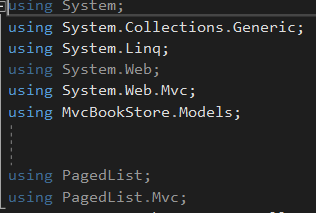 using System;
using System.Collections.Generic;
using System.Linq;
using System.Web;
using System.Web.Mvc;
using MvcBookStore.Models;
using PagedList;
using PagedList.Mvc;